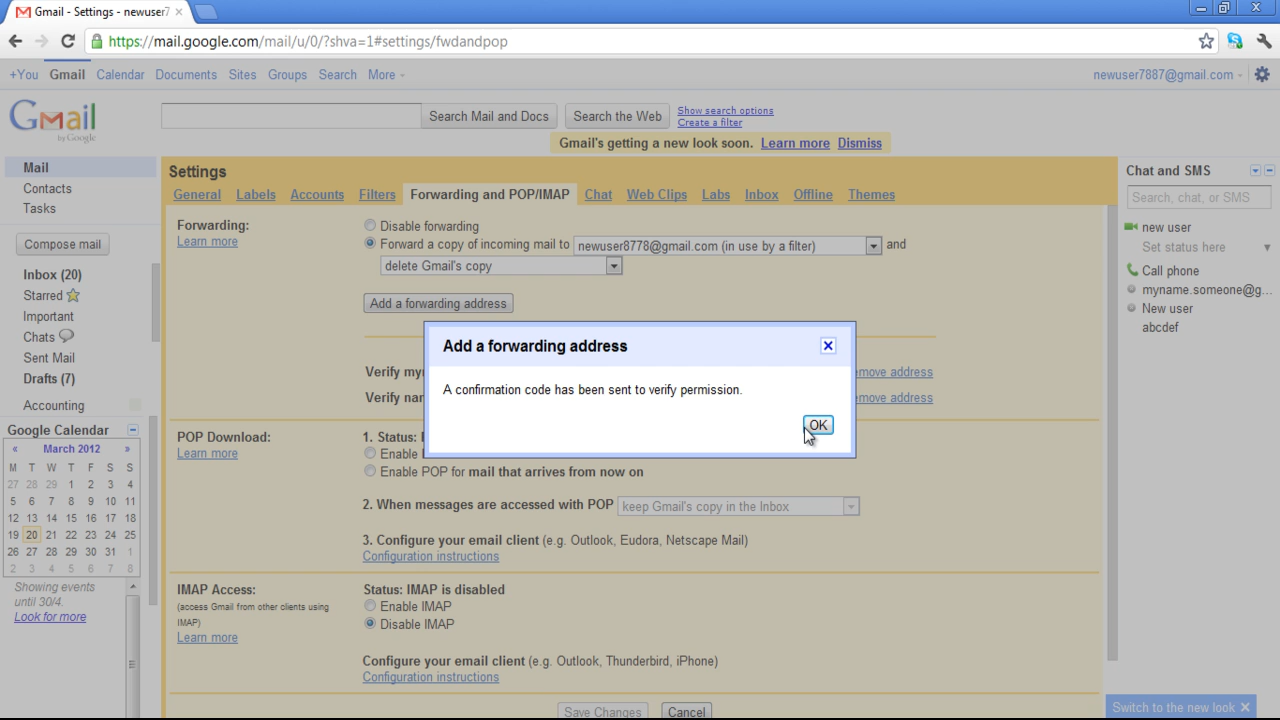 Gmail - Settings - newuser7
https://mail.google.com/mail/u/0/?shva=1#settings/fwdandpop
+You Gmail Calendar Documents Sites Groups Search More
newuser7887@gmail.com
Gmail
by Google
Search Mail and Docs
Search the Web
Show search options
Create a filter
Gmail's getting a new look soon. Learn more Dismiss
Mail
Contacts
Tasks
Compose mail
Inbox (20)
Starred
Important
Chats
Sent Mail
Drafts (7)
Accounting
Google Calendar
« March 2012 »
M T W T F S S
27 28 29 1 2 3 4
5 6 7 8 9 10 11
12 13 14 15 16 17 18
19 20 21 22 23 24 25
26 27 28 29 30 31 1
2 3 4 5 6 7 8
Showing events
until 30/4.
Look for more
Settings
General Labels Accounts Filters Forwarding and POP/IMAP Chat Web Clips Labs Inbox Offline Themes
Forwarding:
Learn more
Disable forwarding
Forward a copy of incoming mail to newuser8778@gmail.com (in use by a filter) and
delete Gmail's copy
Add a forwarding address
Verify
emove address
Verify
emove address
Add a forwarding address
A confirmation code has been sent to verify permission.
OK
POP Download:
Learn more
1. Status:
Enable
Enable POP for mail that arrives from now on
2. When messages are accessed with POP keep Gmail's copy in the Inbox
3. Configure your email client (e.g. Outlook, Eudora, Netscape Mail)
Configuration instructions
IMAP Access:
(access Gmail from other clients using
IMAP)
Learn more
Status: IMAP is disabled
Enable IMAP
Disable IMAP
Configure your email client (e.g. Outlook, Thunderbird, iPhone)
Configuration instructions
Save Changes
Cancel
Chat and SMS
Search, chat, or SMS
new user
Set status here
Call phone
myname.someone@g...
New user
abcdef
Switch to the new look